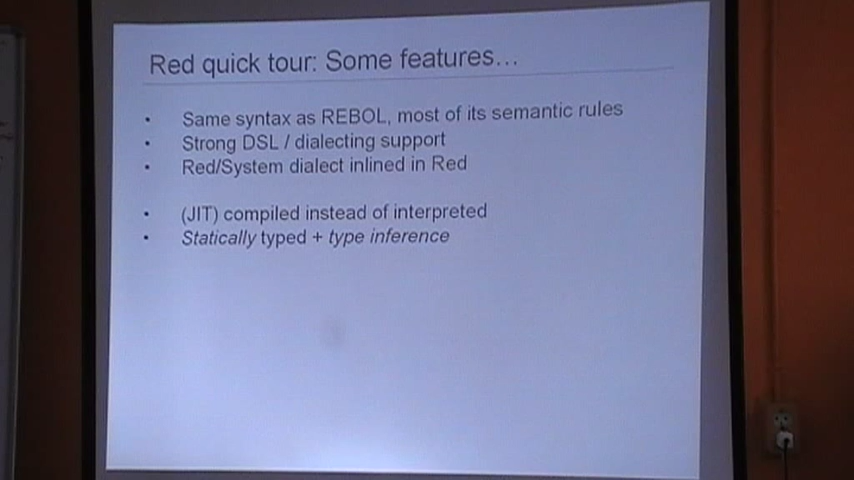 Red quick tour: Some features…
• Same syntax as REBOL, most of its semantic rules
• Strong DSL / dialecting support
• Red/System dialect inlined in Red
• (JIT) compiled instead of interpreted
• Statically typed + type inference